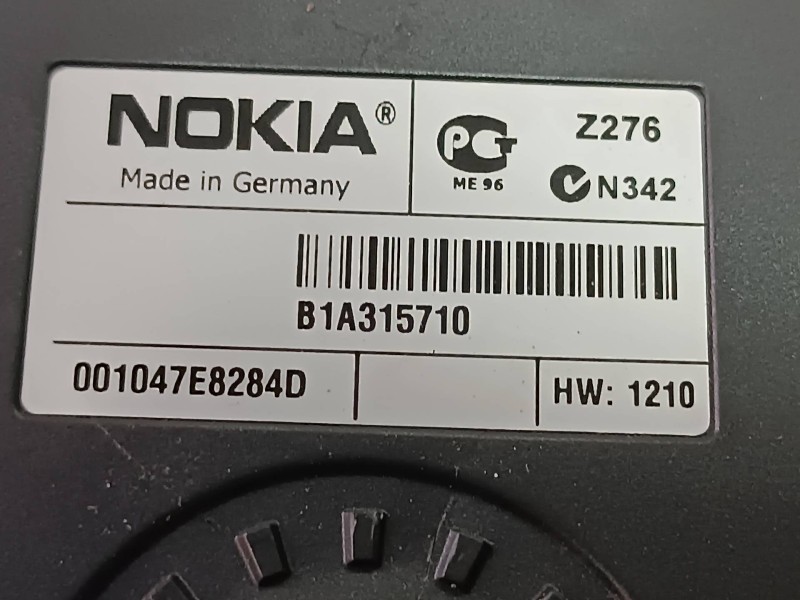 NOKIA®
Made in Germany
PCT
ME 96
Z276
N342
B1A315710
001047E8284D
HW: 1210